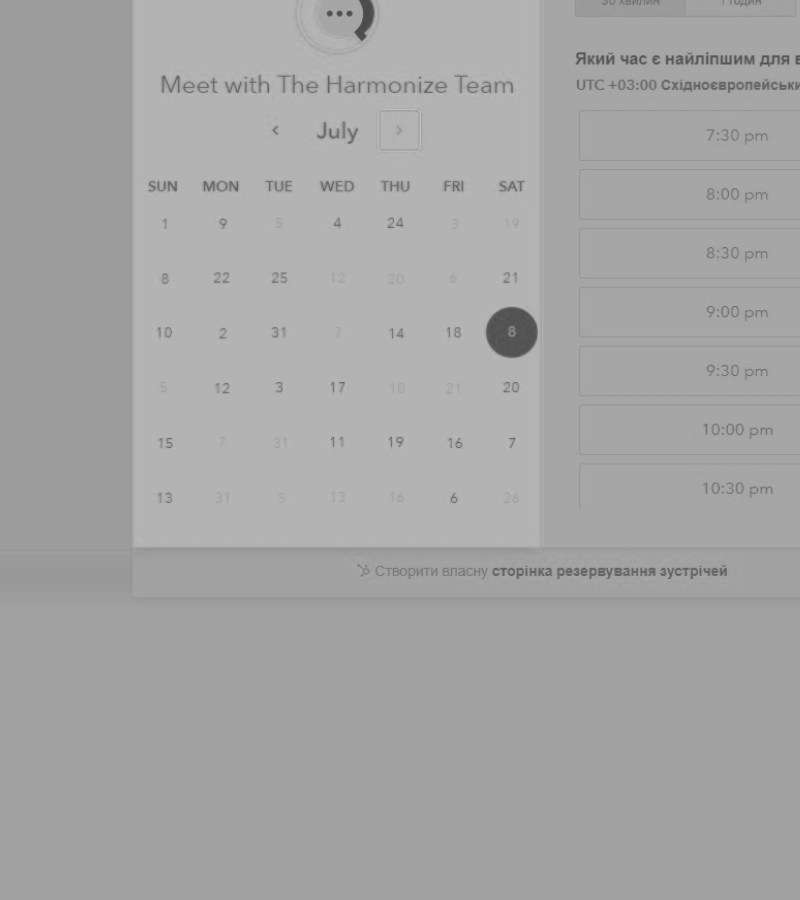 30 хвилин 1 годин
Meet with The Harmonize Team
July
SUN MON TUE WED THU FRI SAT
1 9 5 4 24 3 19
8 22 25 12 20 6 21
10 2 31 7 14 18 8
5 12 3 17 10 21 20
15 7 31 11 19 16 7
13 31 3 13 16 6 26
Який час є найліпшим для в
UTC +03:00 Східноєвропейськи
7:30 pm
8:00 pm
8:30 pm
9:00 pm
9:30 pm
10:00 pm
10:30 pm
Створити власну сторінка резервування зустрічей